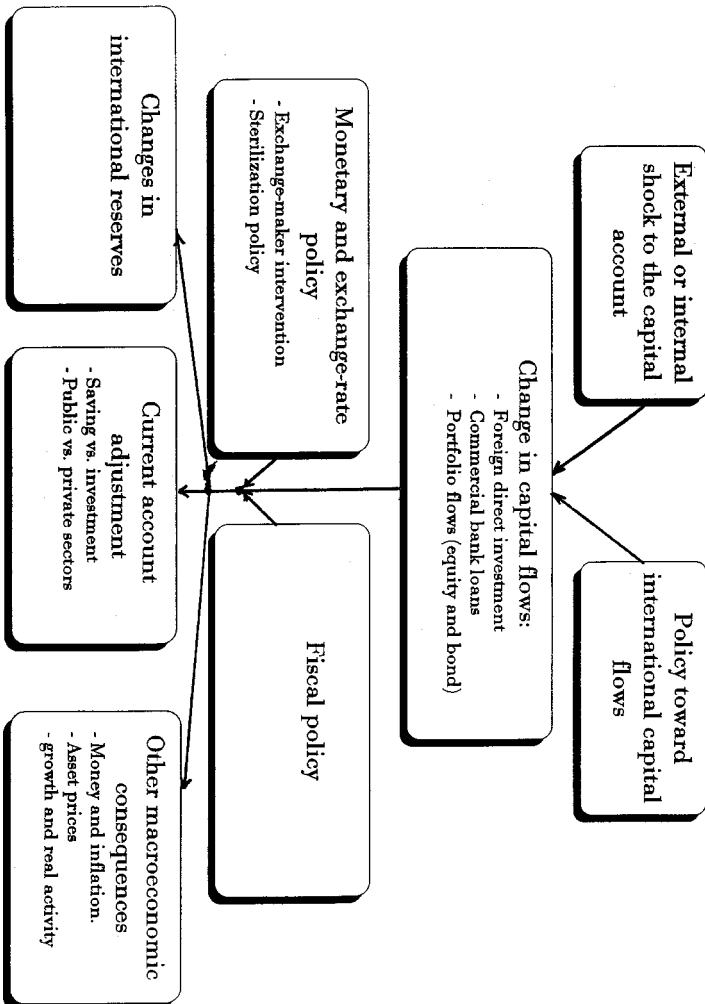 External or internal
shock to the capital
account
Policy toward
international capital
flows
Change in capital flows:
- Foreign direct investment
- Commercial bank loans
- Portfolio flows (equity and bond)
Monetary and exchange-rate
policy
- Exchange-maker intervention
- Sterilization policy
Fiscal policy
Changes in
international reserves
Current account
adjustment
- Saving vs. investment
- Public vs. private sectors
Other macroeconomic
consequences
- Money and inflation.
- Asset prices
- growth and real activity